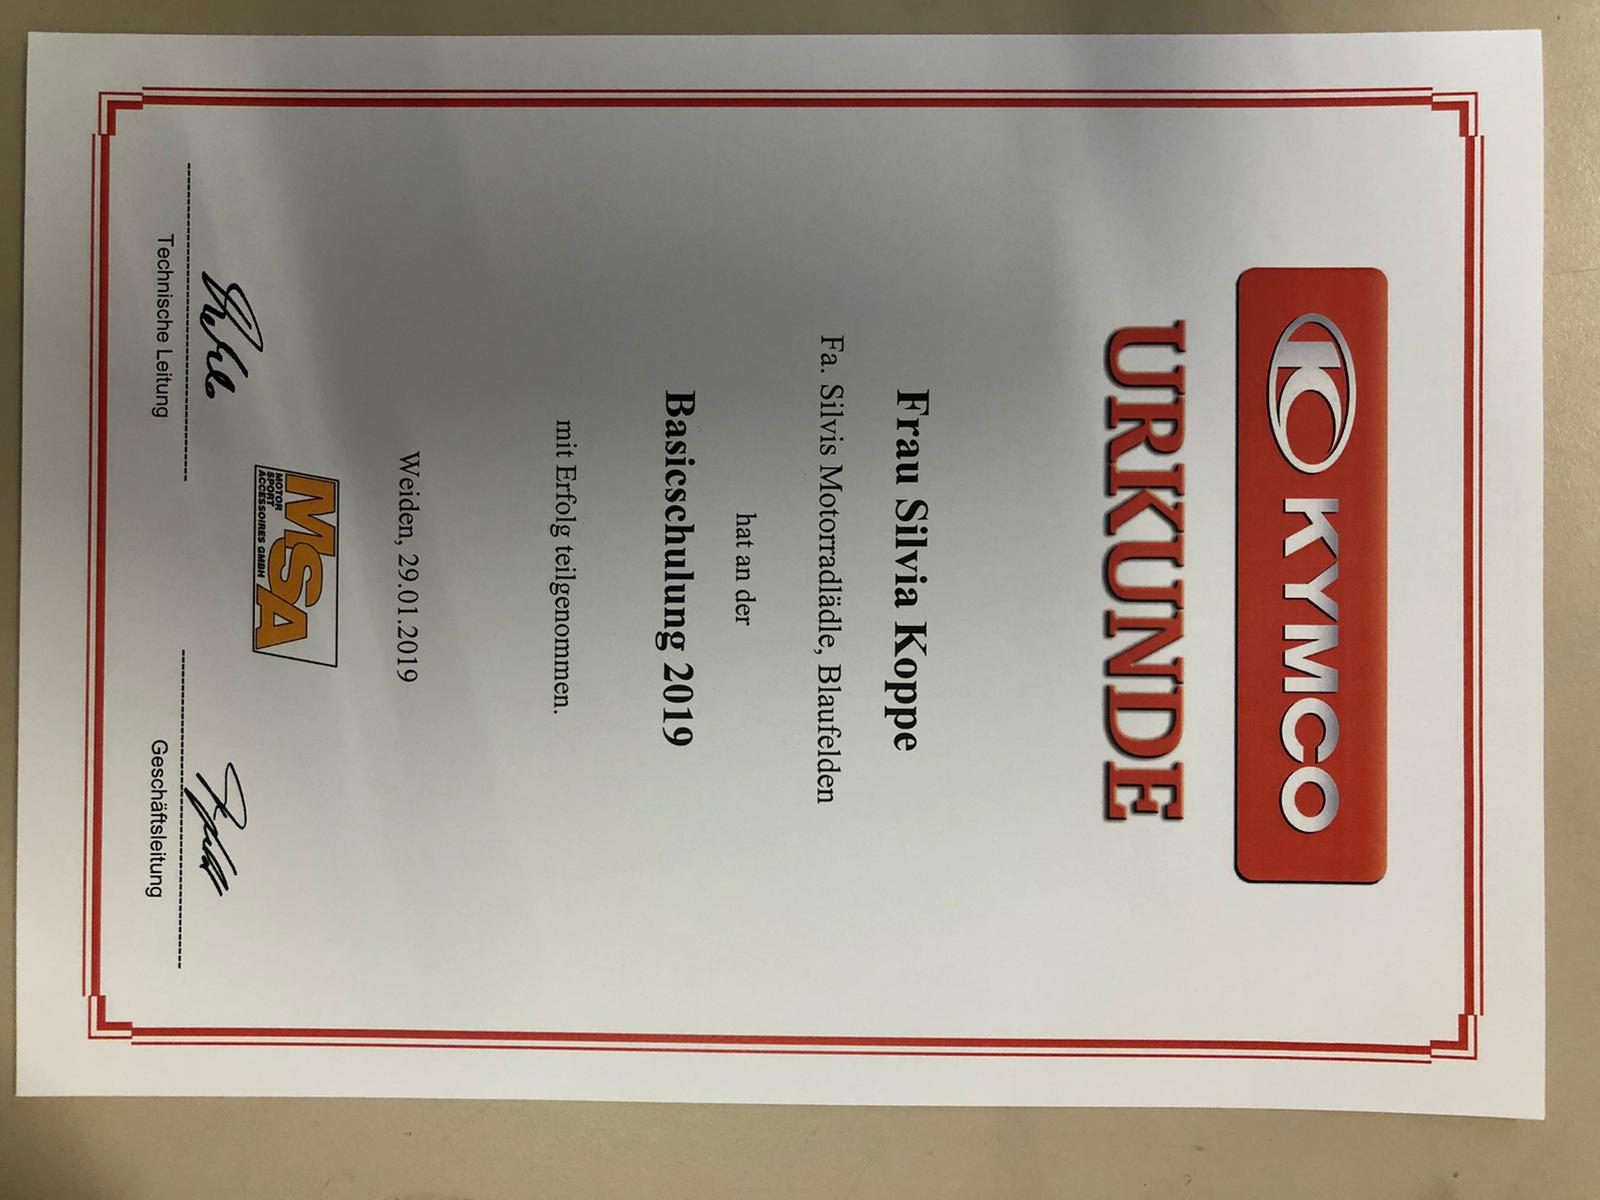 KYMCO
URKUNDE
Frau Silvia Koppe
Fa. Silvis Motorradlädle, Blaufelden
hat an der
Basicschulung 2019
mit Erfolg teilgenommen.
Weiden, 29.01.2019
MSA
MOTOR
SPORT
ACCESSOIRES GMBH
Technische Leitung
Geschäftsleitung